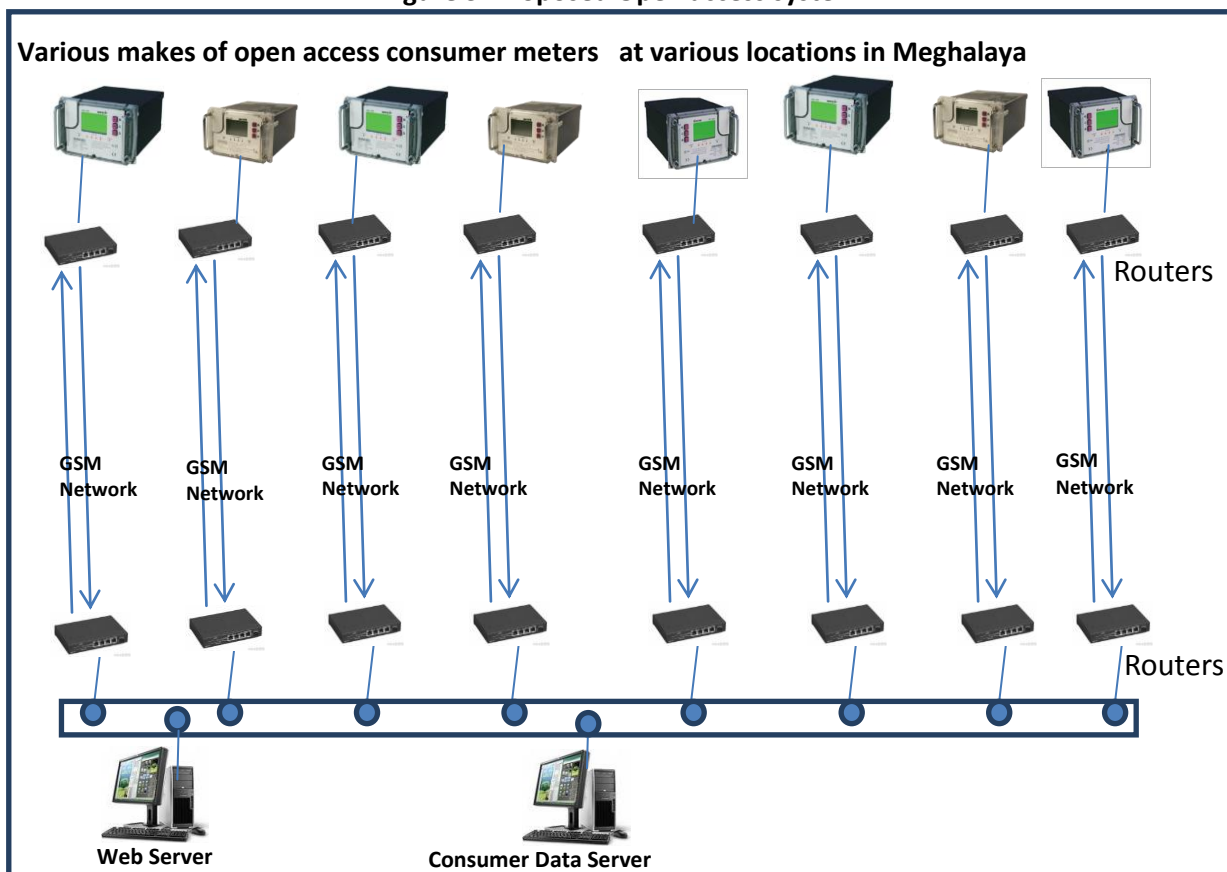 Various makes of open access consumer meters at various locations in Meghalaya
Routers
GSM Network
GSM Network
GSM Network
GSM Network
GSM Network
GSM Network
GSM Network
GSM Network
Routers
Web Server
Consumer Data Server